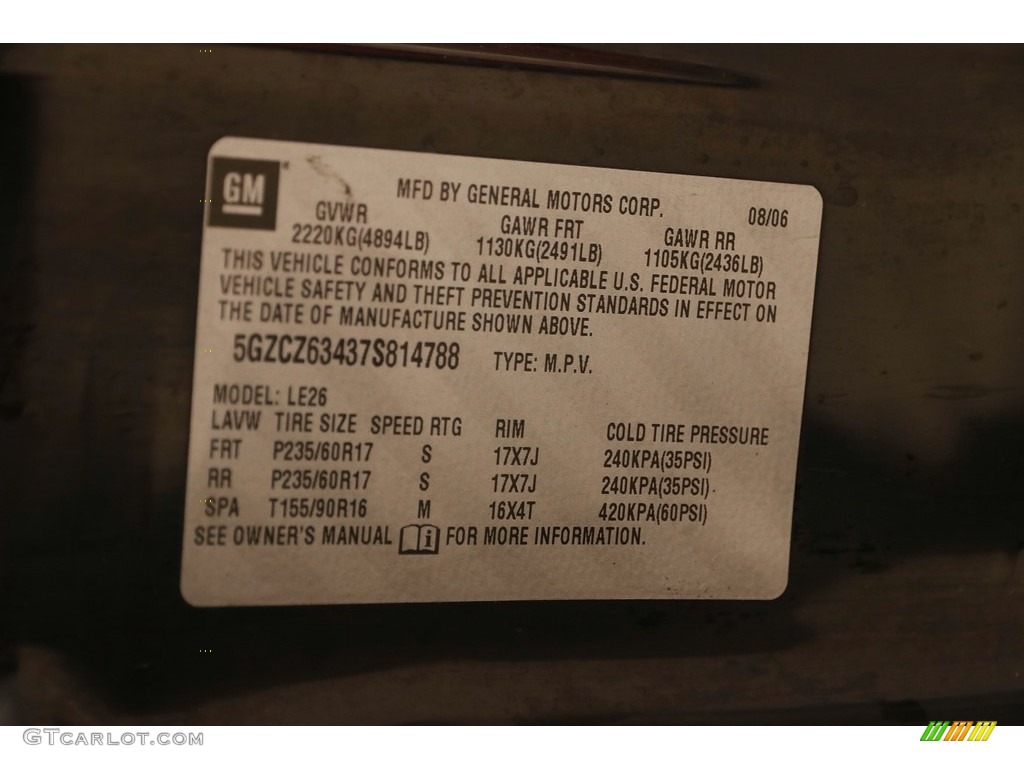 GM
MFD BY GENERAL MOTORS CORP. 08/06
GVWR GAWR FRT GAWR RR
2220KG(4894LB) 1130KG(2491LB) 1105KG(2436LB)
THIS VEHICLE CONFORMS TO ALL APPLICABLE U.S. FEDERAL MOTOR
VEHICLE SAFETY AND THEFT PREVENTION STANDARDS IN EFFECT ON
THE DATE OF MANUFACTURE SHOWN ABOVE.
5GZCZ63437S814788 TYPE: M.P.V.
MODEL: LE26
LAVW TIRE SIZE SPEED RTG RIM COLD TIRE PRESSURE
FRT P235/60R17 S 17X7J 240KPA(35PSI)
RR P235/60R17 S 17X7J 240KPA(35PSI)
SPA T155/90R16 M 16X4T 420KPA(60PSI)
SEE OWNER'S MANUAL i FOR MORE INFORMATION.
GTcarlot.com